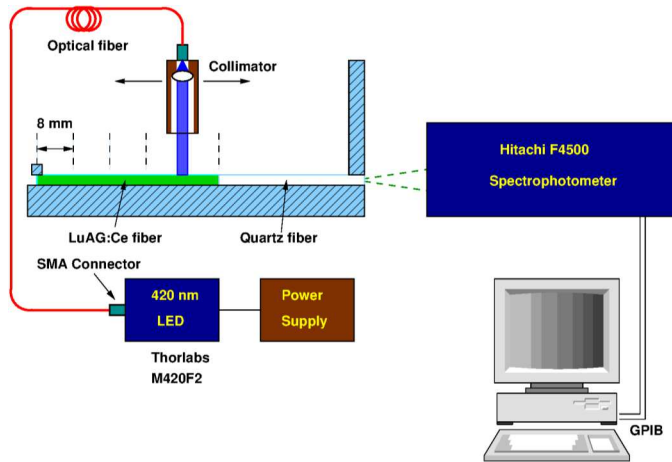 Optical fiber
Collimator
8 mm
Hitachi F4500
Spectrophotometer
LuAG:Ce fiber
Quartz fiber
SMA Connector
420 nm
LED
Power
Supply
Thorlabs
M420F2
GPIB